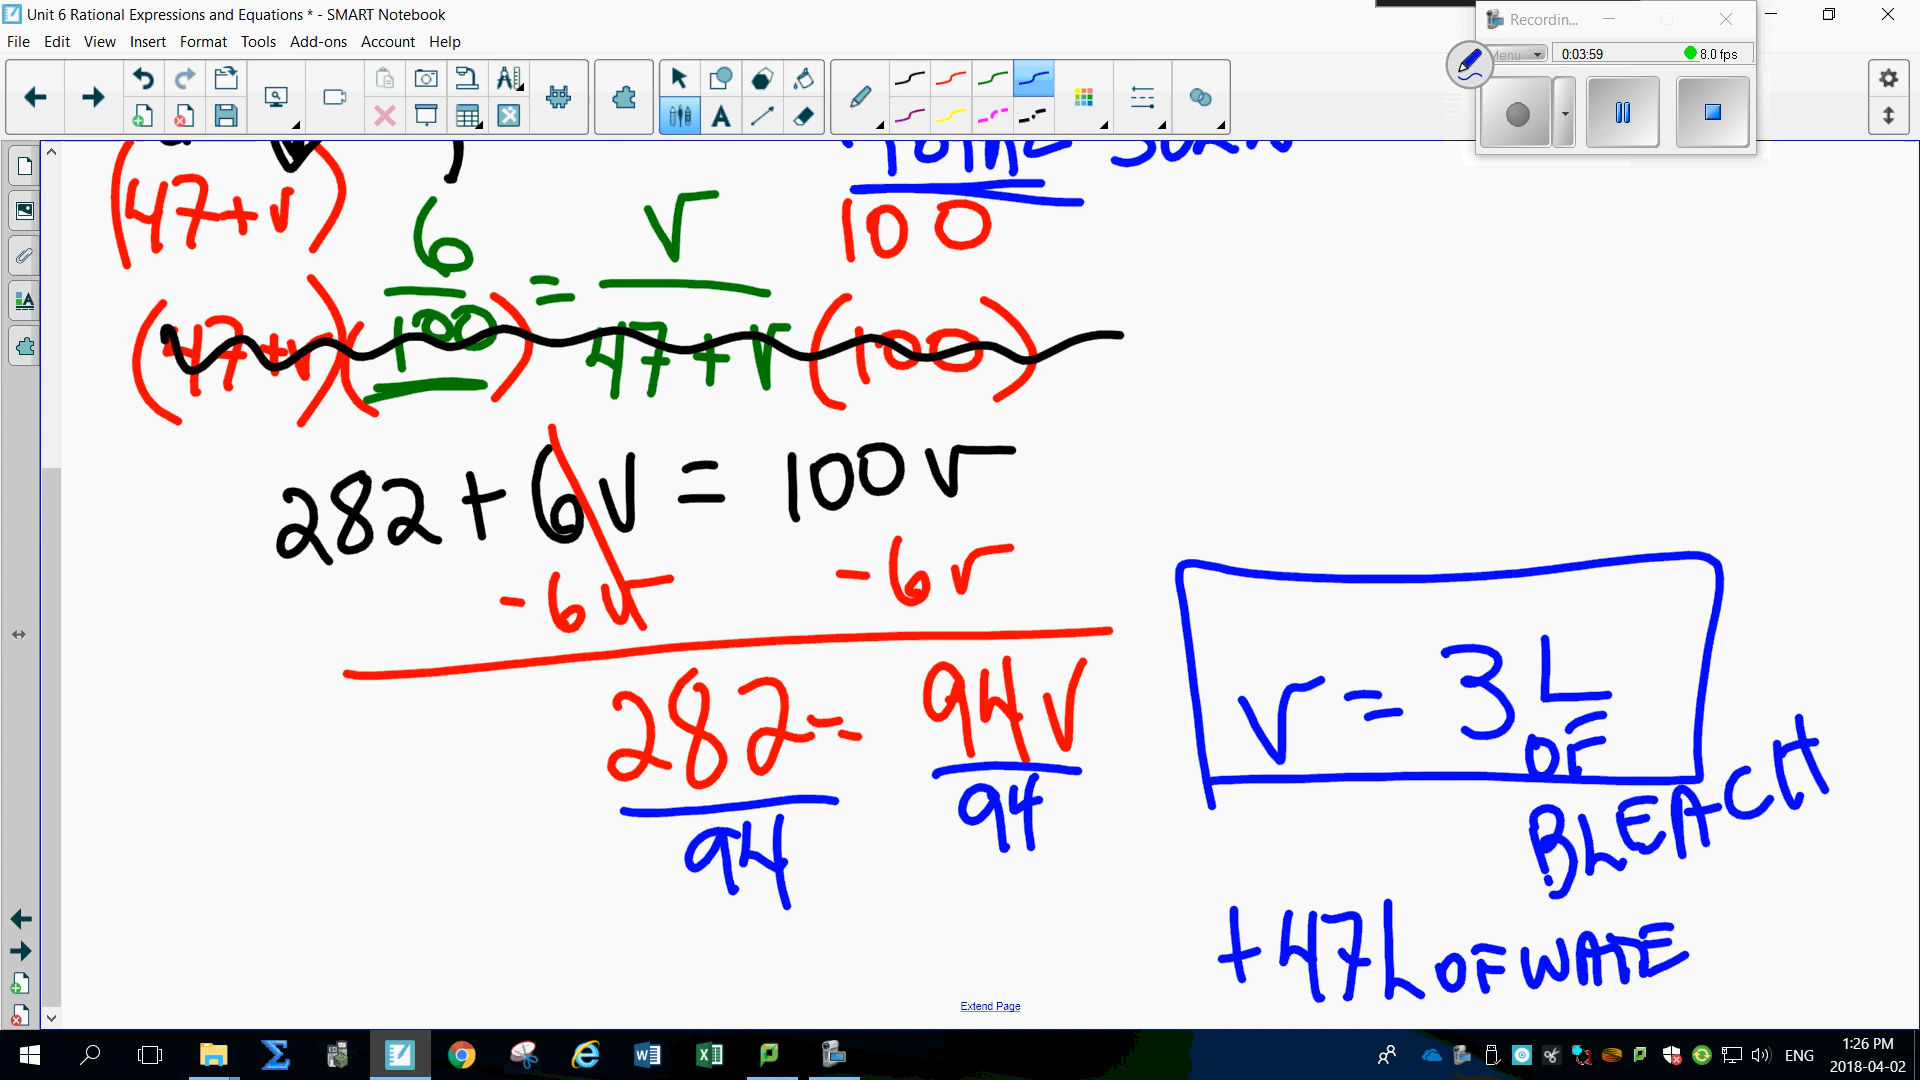 Unit 6 Rational Expressions and Equations * - SMART Notebook
File Edit View Insert Format Tools Add-ons Account Help
Recordin...
Menu 0:03:59 8.0 fps
(47+v) 6 v 100
(47+v)(100) = 47+v (100)
282 + 6v = 100v
-6v -6v
282 = 94v
94 94
v = 3L
OF
BLEACH
+47L OF WATE
Extend Page
ENG
1:26 PM
2018-04-02